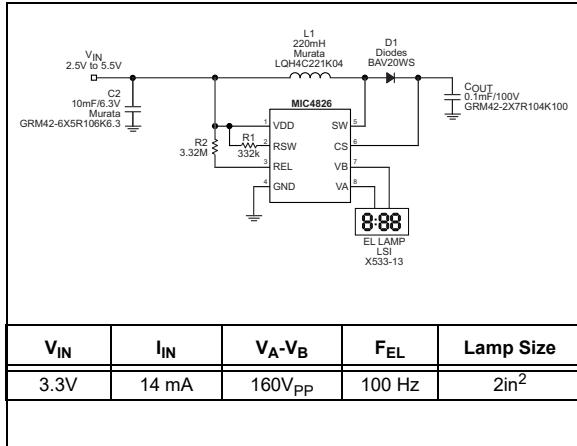 L1
220mH
Murata
LQH4C221K04
D1
Diodes
BAV20WS
VIN
2.5V to 5.5V
C2
10mF/6.3V
Murata
GRM42-6X5R106K6.3
COUT
0.1mF/100V
GRM42-2X7R104K100
MIC4826
R2
3.32M
R1
332k
1 VDD
2 RSW
3 REL
4 GND
SW 5
CS 6
VB 7
VA 8
8:88
EL LAMP
LSI
X533-13
VIN IIN VA-VB FEL Lamp Size
3.3V 14 mA 160VPP 100 Hz 2in2